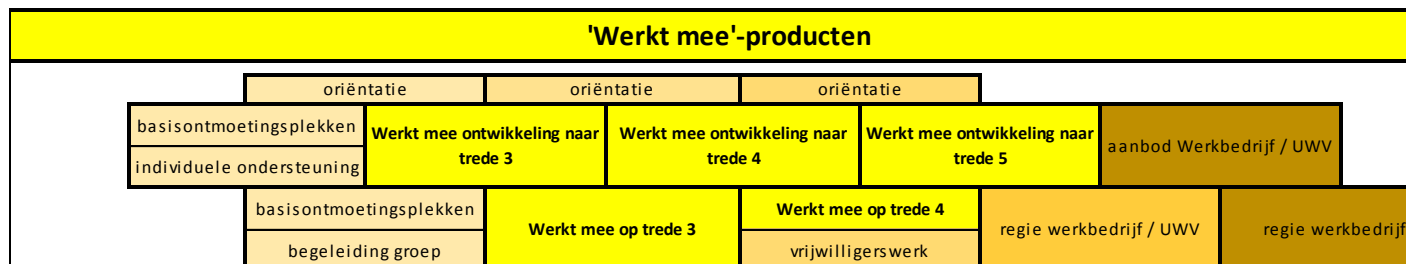 'Werkt mee'-producten
oriëntatie oriëntatie oriëntatie
basisontmoetingsplekken
individuele ondersteuning
Werkt mee ontwikkeling naar
trede 3
Werkt mee ontwikkeling naar
trede 4
Werkt mee ontwikkeling naar
trede 5
aanbod Werkbedrijf / UWV
basisontmoetingsplekken
begeleiding groep
Werkt mee op trede 3
Werkt mee op trede 4
vrijwilligerswerk
regie werkbedrijf / UWV
regie werkbedrijf